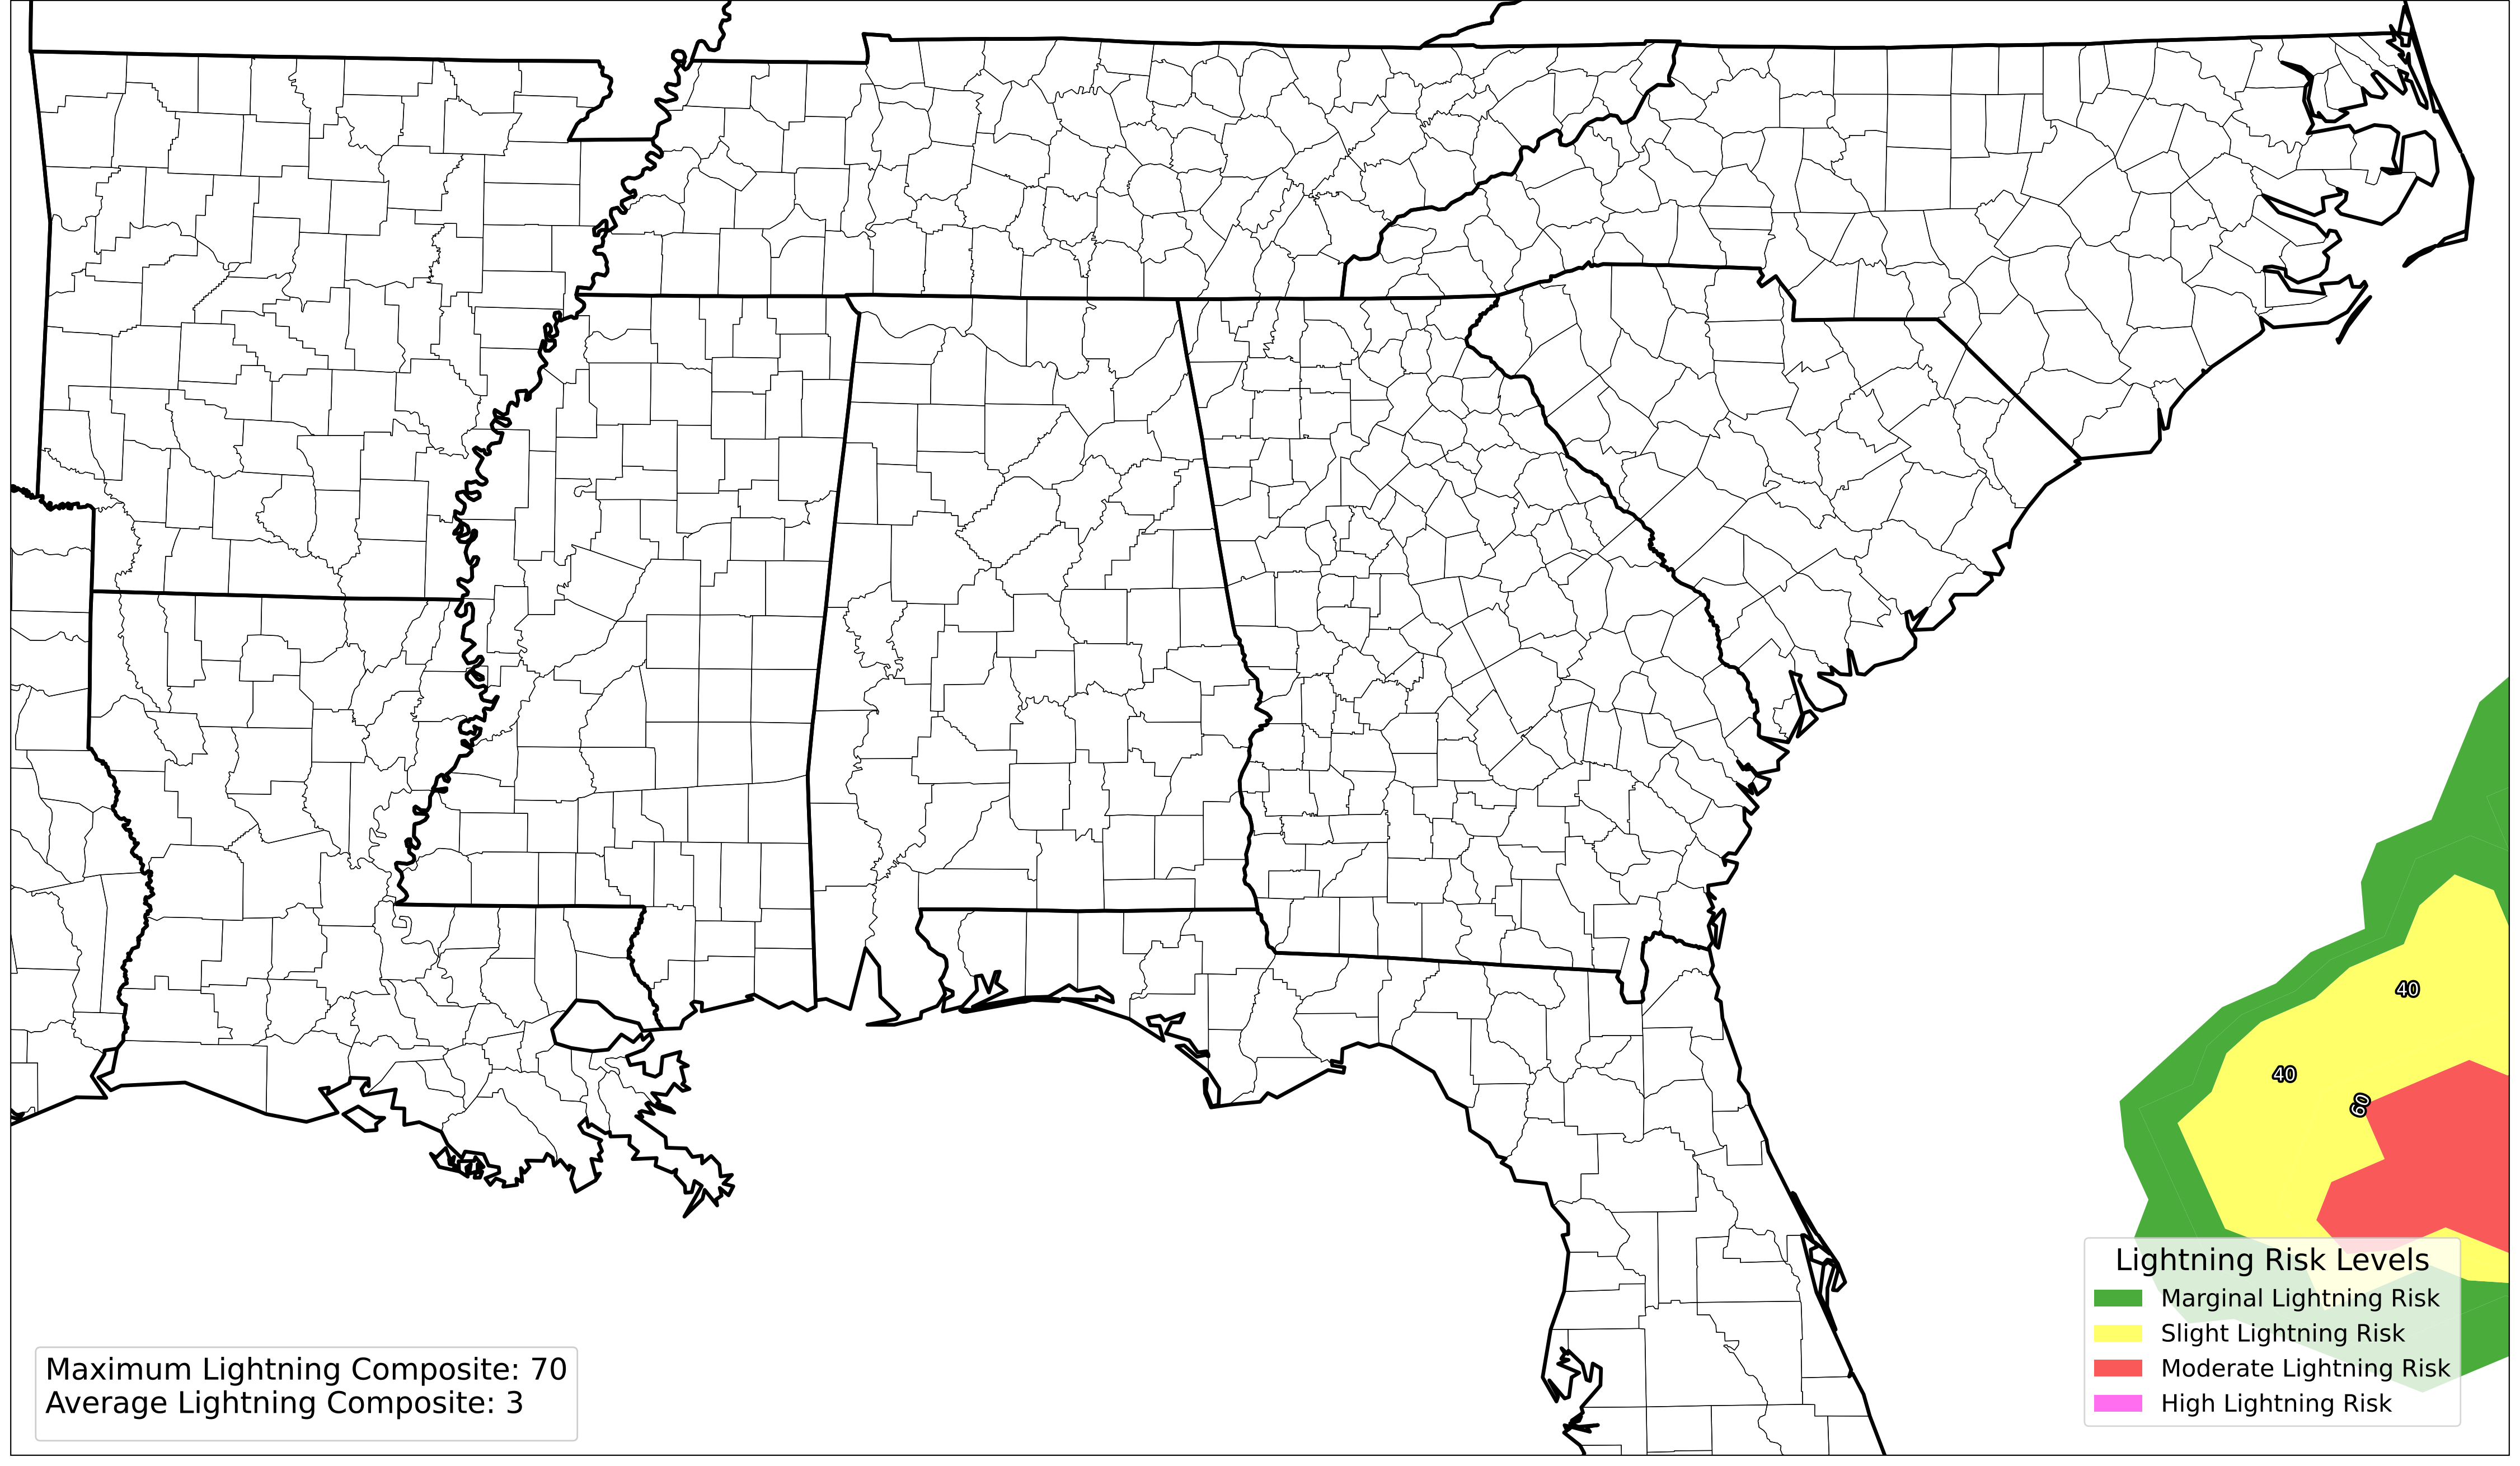 40
40
60
Lightning Risk Levels
Marginal Lightning Risk
Slight Lightning Risk
Moderate Lightning Risk
High Lightning Risk
Maximum Lightning Composite: 70
Average Lightning Composite: 3